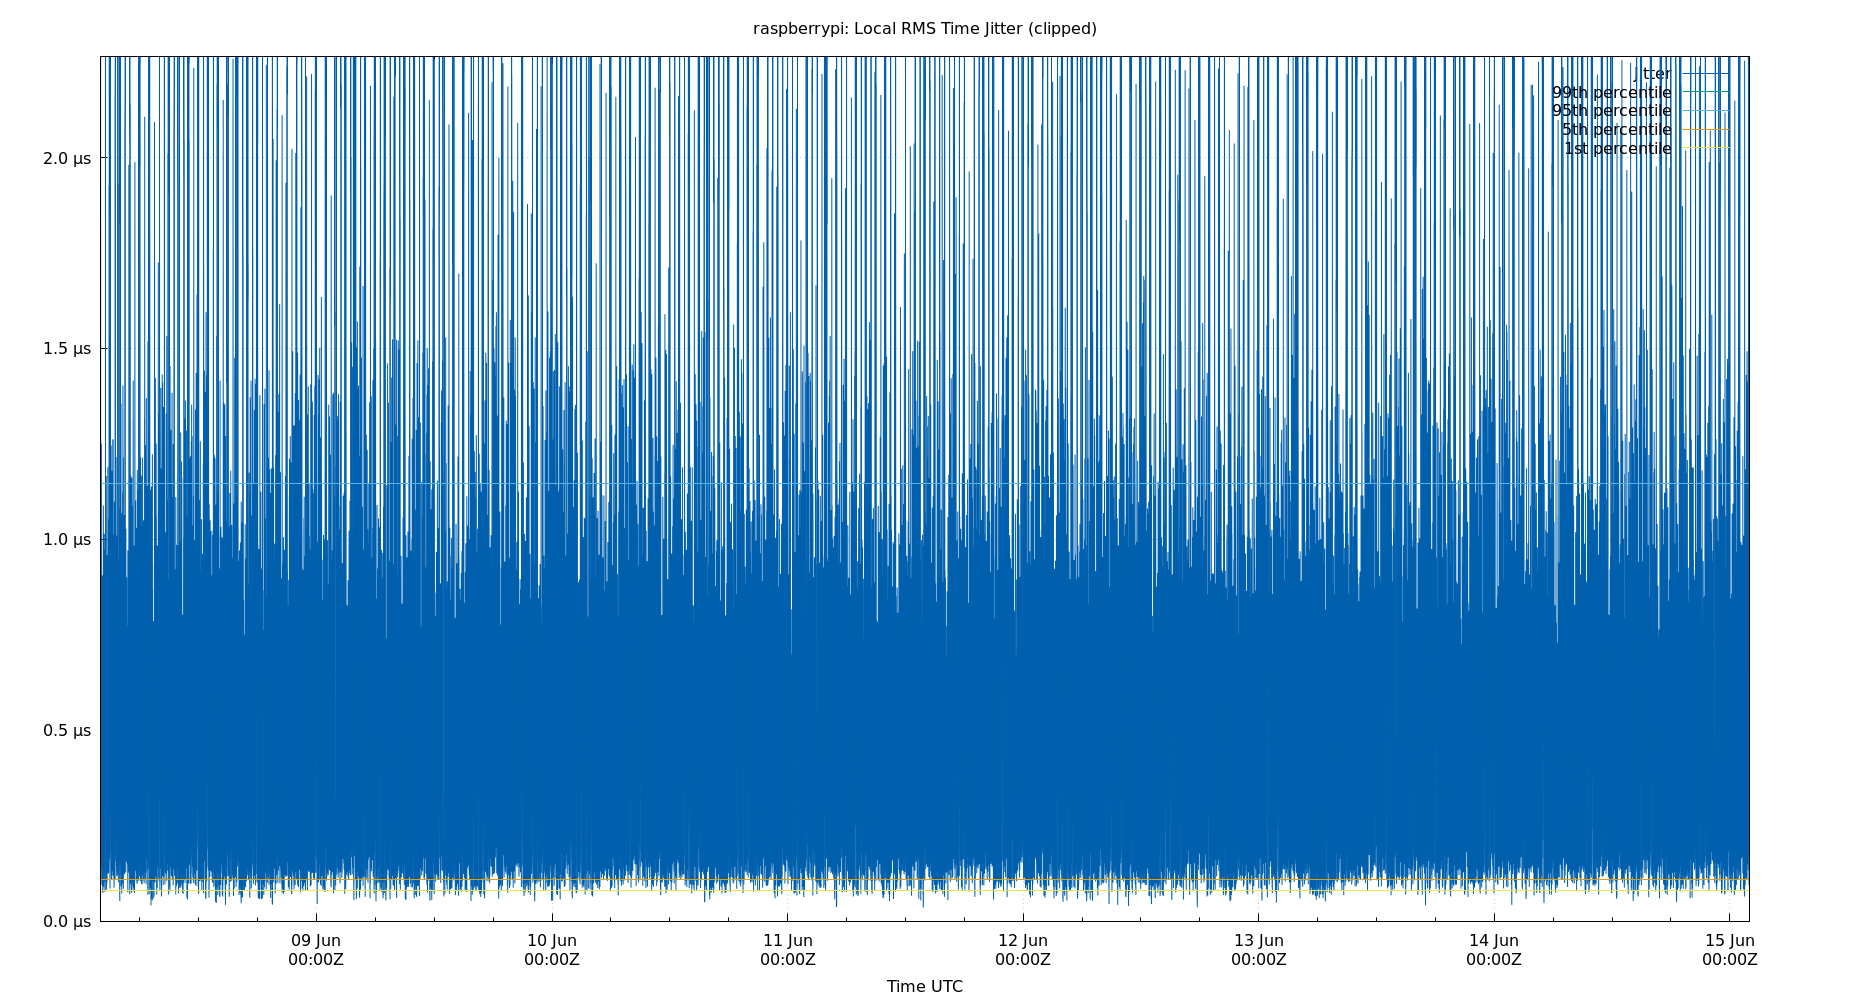 raspberrypi: Local RMS Time Jitter (clipped)
Jitter
99th percentile
95th percentile
5th percentile
1st percentile
2.0 μs
1.5 μs
1.0 μs
0.5 μs
0.0 μs
09 Jun 10 Jun 11 Jun 12 Jun 13 Jun 14 Jun 15 Jun
00:00Z 00:00Z 00:00Z 00:00Z 00:00Z 00:00Z 00:00Z
Time UTC